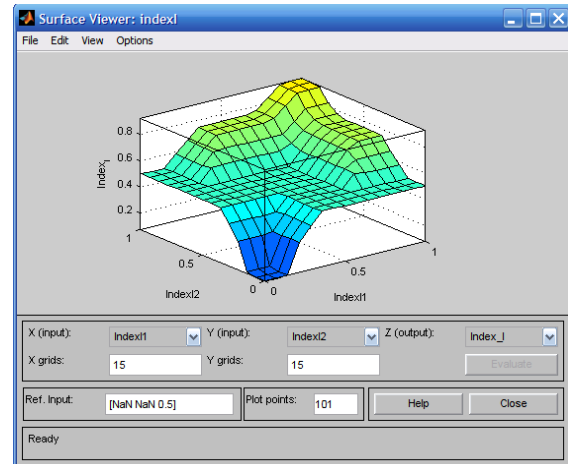 Surface Viewer: indexI
File Edit View Options
0.8
0.6
0.4
0.2
Index_I
1
0.5
0
IndexI2
0
0.5
1
IndexI1
X (input): IndexI1 Y (input): IndexI2 Z (output): Index_I
X grids: 15 Y grids: 15 Evaluate
Ref. Input: [NaN NaN 0.5] Plot points: 101 Help Close
Ready